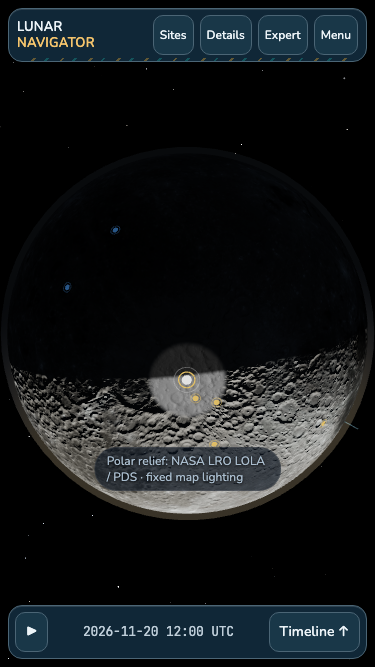 LUNAR
NAVIGATOR
Sites
Details
Expert
Menu
Polar relief: NASA LRO LOLA
/ PDS · fixed map lighting
2026-11-20 12:00 UTC
Timeline ↑